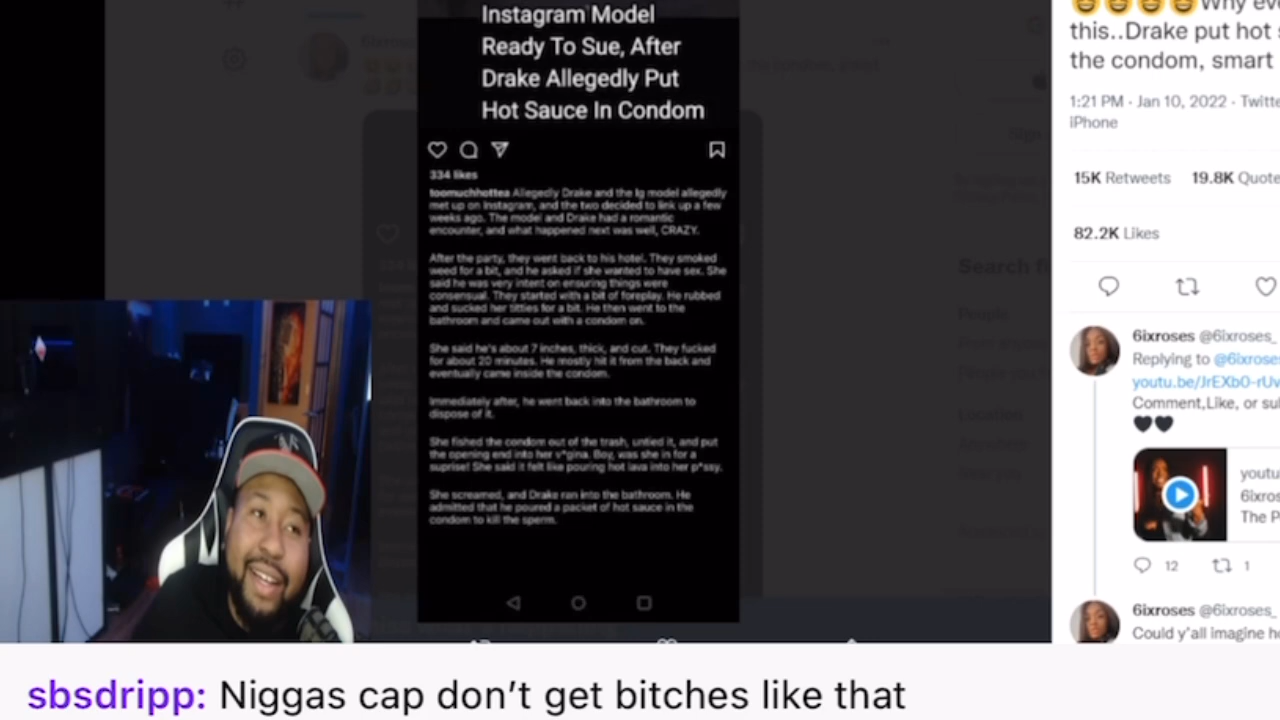 Instagram Model
Ready To Sue, After
Drake Allegedly Put
Hot Sauce In Condom
334 likes
toomuchhottea Allegedly Drake and the Ig model allegedly
met up on Instagram, and the two decided to link up a few
weeks ago. The model and Drake had a romantic
encounter, and what happened next was well, CRAZY.
After the party, they went back to his hotel. They smoked
weed for a bit, and he asked if she wanted to have sex. She
said he was very intent on ensuring things were
consensual. They started with a bit of foreplay. He rubbed
and sucked her titties for a bit. He then went to the
bathroom and came out with a condom on.
She said he's about 7 inches, thick, and cut. They fucked
for about 20 minutes. He mostly hit it from the back and
eventually came inside the condom.
Immediately after, he went back into the bathroom to
dispose of it.
She fished the condom out of the trash, untied it, and put
the opening end into her v*gina. Boy, was she in for a
suprise! She said it felt like pouring hot lava into her p*ssy.
She screamed, and Drake ran into the bathroom. He
admitted that he poured a packet of hot sauce in the
condom to kill the sperm.
Search
People
Location
😂😂😂😂Why eve
this..Drake put hot s
the condom, smart
1:21 PM · Jan 10, 2022 · Twitte
iPhone
15K Retweets 19.8K Quote
82.2K Likes
6ixroses @6ixroses_
Replying to @6ixroses
youtu.be/JrEXb0-rUv
Comment,Like, or sul
🖤🖤
youtu
6ixros
The P
12 1
6ixroses @6ixroses_
Could y'all imagine h
sbsdripp: Niggas cap don't get bitches like that